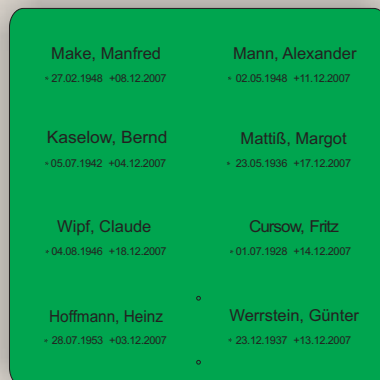 Make, Manfred
* 27.02.1948 +08.12.2007
Mann, Alexander
* 02.05.1948 +11.12.2007
Kaselow, Bernd
* 05.07.1942 +04.12.2007
Mattiß, Margot
* 23.05.1936 +17.12.2007
Wipf, Claude
* 04.08.1946 +18.12.2007
Cursow, Fritz
* 01.07.1928 +14.12.2007
Hoffmann, Heinz
* 28.07.1953 +03.12.2007
Werrstein, Günter
* 23.12.1937 +13.12.2007